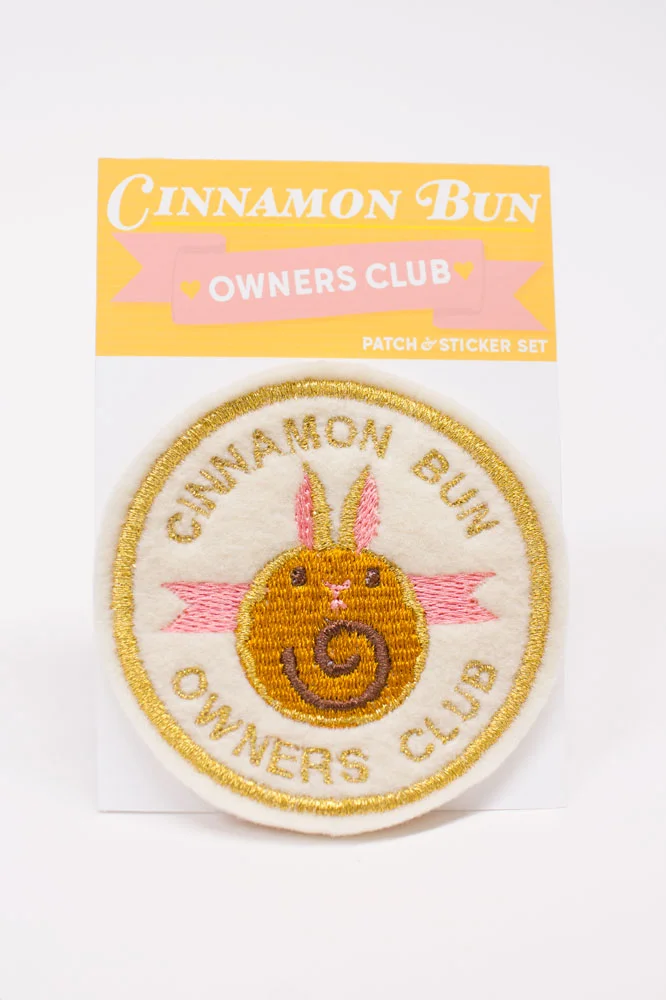 CINNAMON BUN
OWNERS CLUB
PATCH & STICKER SET
CINNAMON BUN
OWNERS CLUB